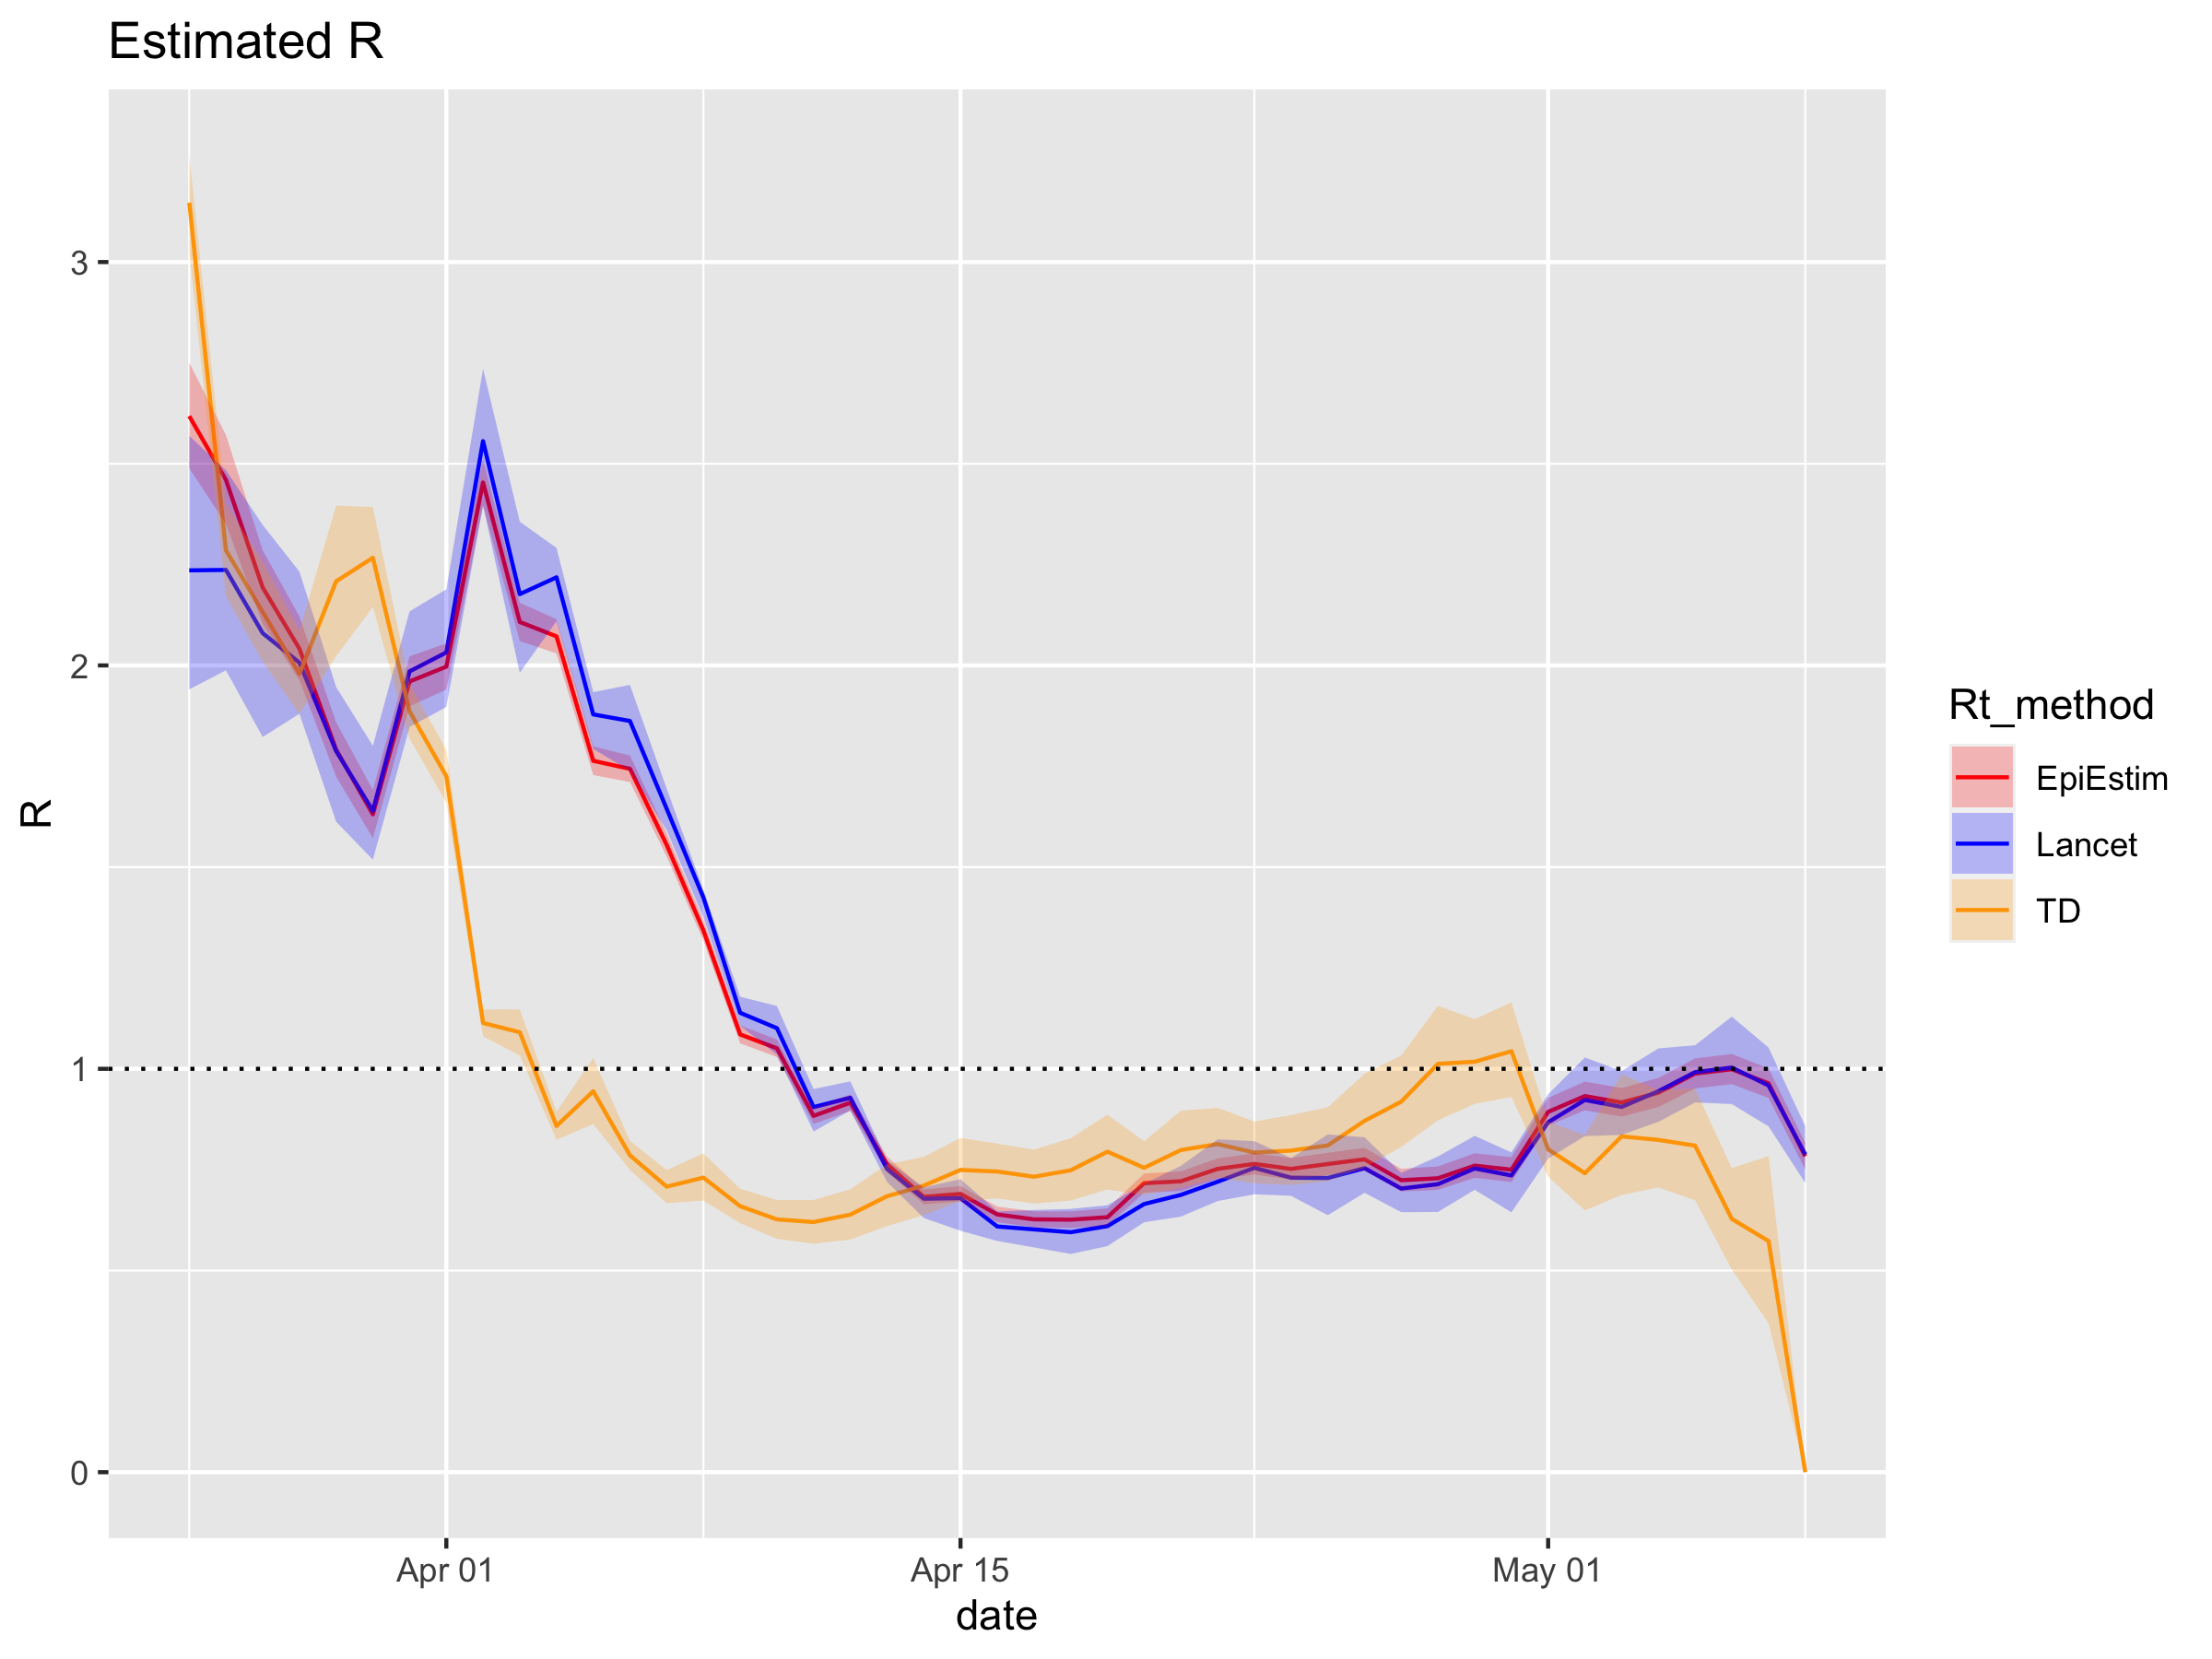 Estimated R
3
2
1
0
R
Apr 01
Apr 15
May 01
date
Rt_method
EpiEstim
Lancet
TD